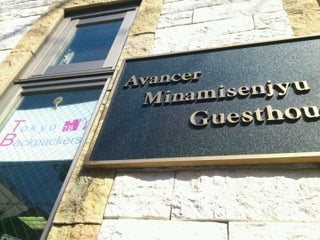 Avancer
Minamisenjyu
Guesthou
Tokyo
Backpackers